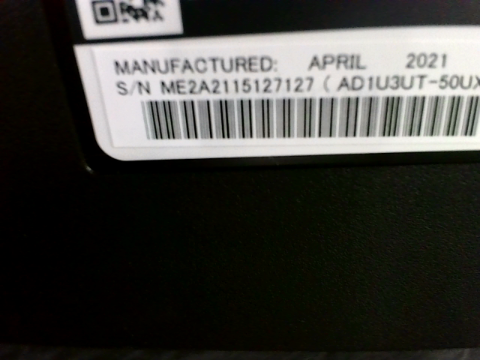 MANUFACTURED: APRIL 2021
S/N ME2A2115127127 ( AD1U3UT-50UX